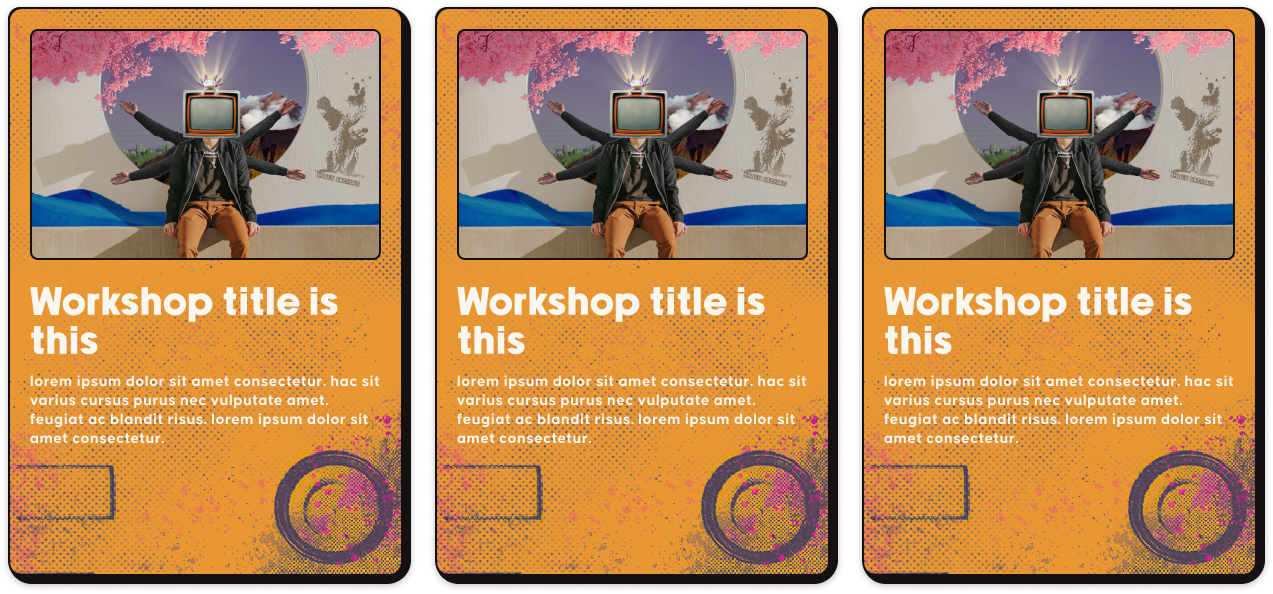 Workshop title is
this
lorem ipsum dolor sit amet consectetur. hac sit
varius cursus purus nec vulputate amet.
feugiat ac blandit risus. lorem ipsum dolor sit
amet consectetur.
Workshop title is
this
lorem ipsum dolor sit amet consectetur. hac sit
varius cursus purus nec vulputate amet.
feugiat ac blandit risus. lorem ipsum dolor sit
amet consectetur.
Workshop title is
this
lorem ipsum dolor sit amet consectetur. hac sit
varius cursus purus nec vulputate amet.
feugiat ac blandit risus. lorem ipsum dolor sit
amet consectetur.